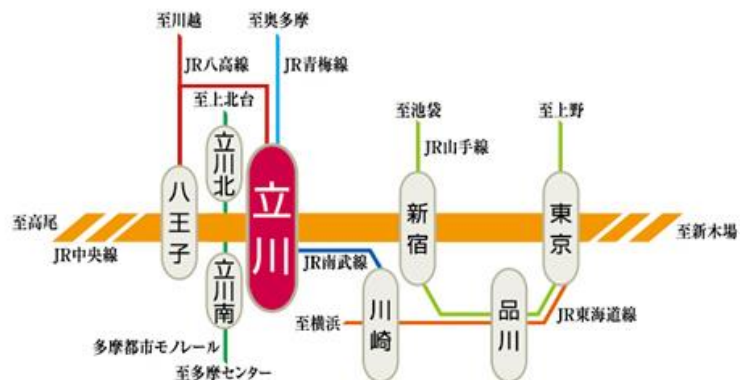 至川越
至奥多摩
JR八高線
JR青梅線
至上北台
至池袋
至上野
JR山手線
立川北
八王子
立川
新宿
東京
至高尾
JR中央線
至新木場
立川南
JR南武線
川崎
品川
至横浜
JR東海道線
多摩都市モノレール
至多摩センター